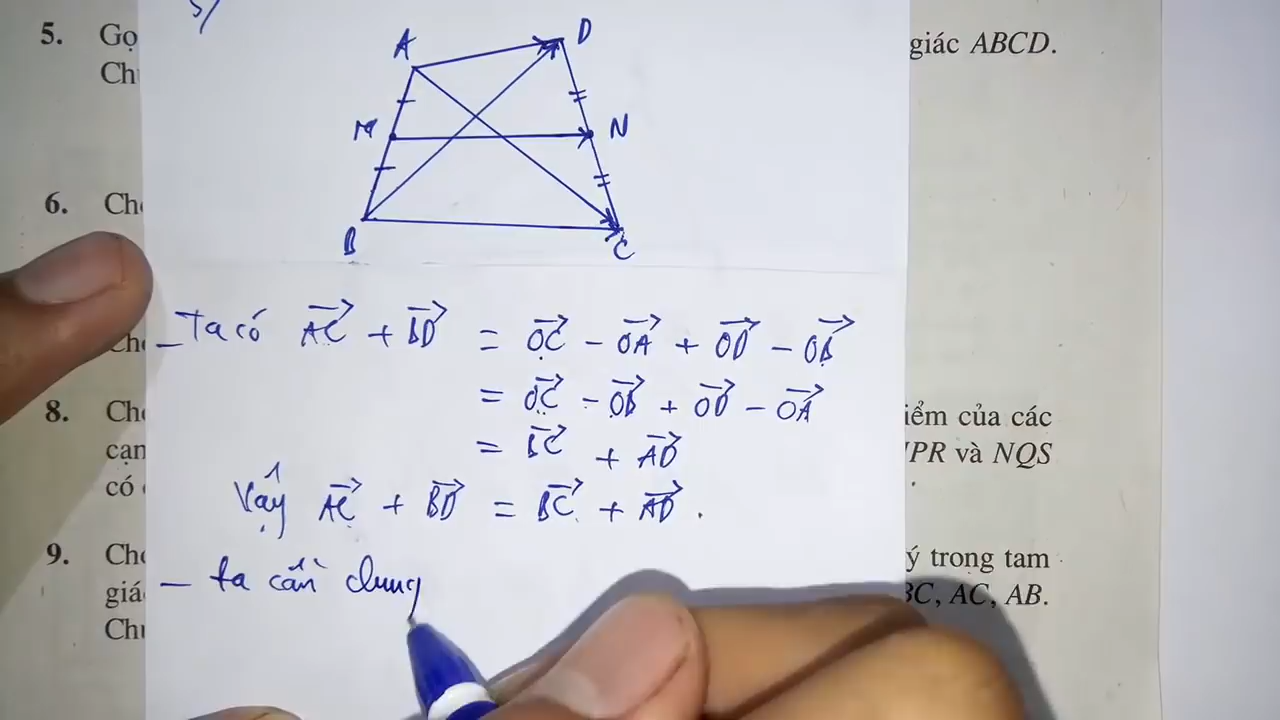 5/
5. Gọ giác ABCD.
Ch
A D
M N
B C
6. Ch
_ Ta có AC + BD = OC - OA + OD - OB
= OC - OB + OD - OA
= BC + AD
Vậy AC + BD = BC + AD .
8. Ch iểm của các
cạn PR và NQS
có
9. Ch ý trong tam
giá BC, AC, AB.
Ch
_ ta cần chung